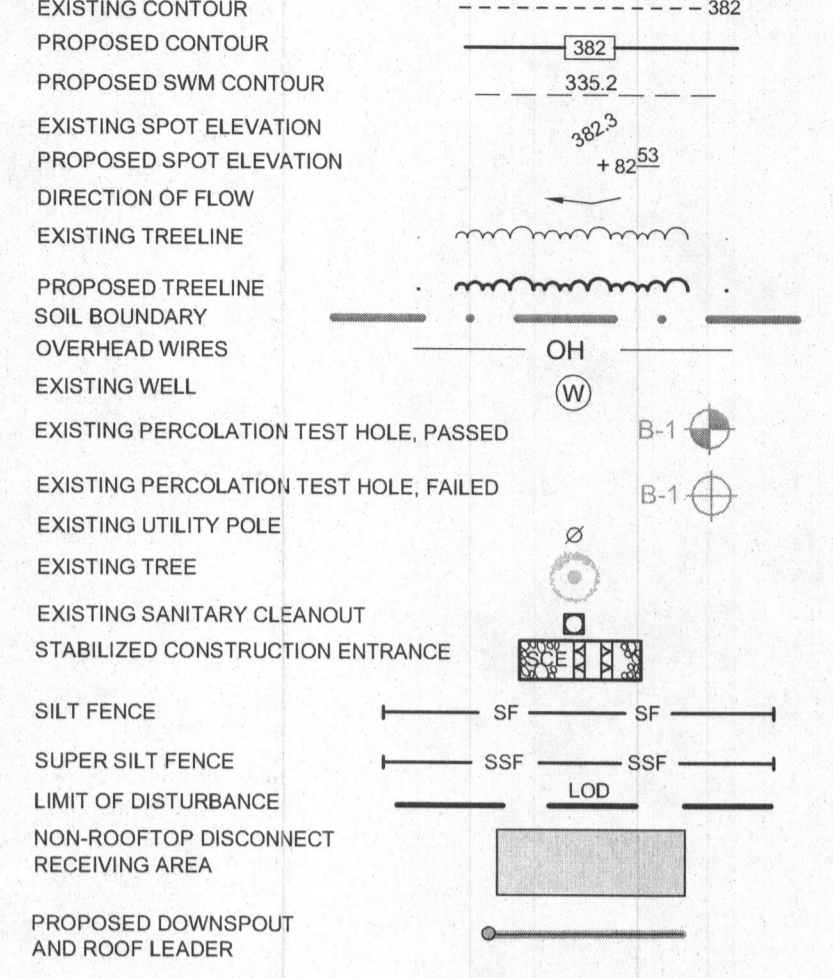 EXISTING CONTOUR 382
PROPOSED CONTOUR 382
PROPOSED SWM CONTOUR 335.2
EXISTING SPOT ELEVATION 382.3
PROPOSED SPOT ELEVATION + 82 53
DIRECTION OF FLOW
EXISTING TREELINE
PROPOSED TREELINE
SOIL BOUNDARY
OVERHEAD WIRES OH
EXISTING WELL W
EXISTING PERCOLATION TEST HOLE, PASSED B-1
EXISTING PERCOLATION TEST HOLE, FAILED B-1
EXISTING UTILITY POLE
EXISTING TREE
EXISTING SANITARY CLEANOUT
STABILIZED CONSTRUCTION ENTRANCE SCE
SILT FENCE SF SF
SUPER SILT FENCE SSF SSF
LIMIT OF DISTURBANCE LOD
NON-ROOFTOP DISCONNECT
RECEIVING AREA
PROPOSED DOWNSPOUT
AND ROOF LEADER